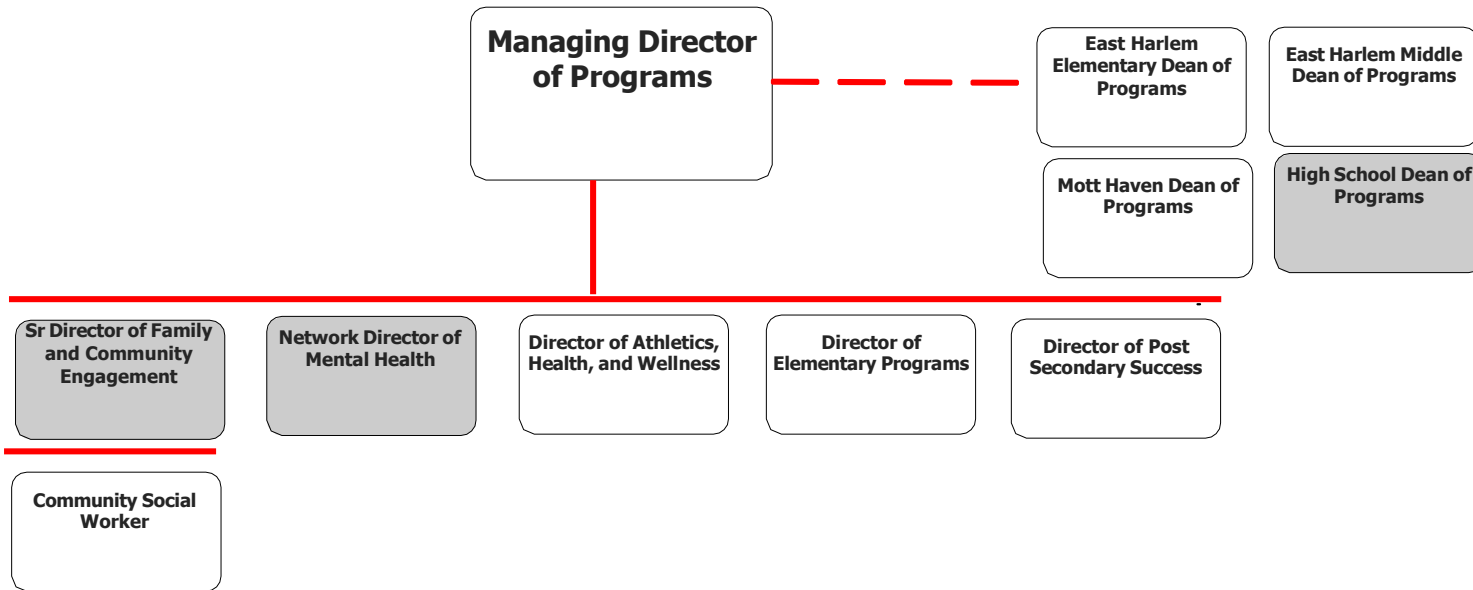 Managing Director
of Programs
East Harlem
Elementary Dean of
Programs
East Harlem Middle
Dean of Programs
Mott Haven Dean of
Programs
High School Dean of
Programs
Sr Director of Family
and Community
Engagement
Network Director of
Mental Health
Director of Athletics,
Health, and Wellness
Director of
Elementary Programs
Director of Post
Secondary Success
Community Social
Worker